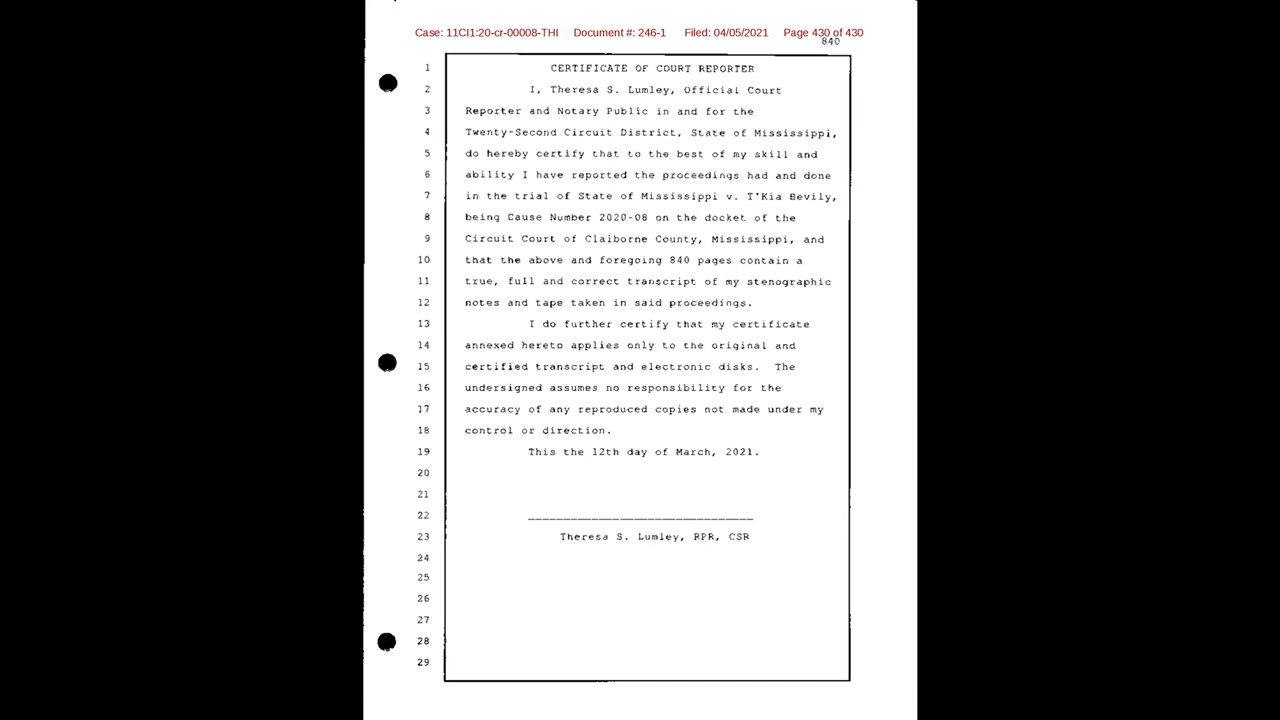 Case: 11CI1:20-cr-00008-THI Document #: 246-1 Filed: 04/05/2021 Page 430 of 430
840
1 CERTIFICATE OF COURT REPORTER
2 I, Theresa S. Lumley, Official Court
3 Reporter and Notary Public in and for the
4 Twenty-Second Circuit District, State of Mississippi,
5 do hereby certify that to the best of my skill and
6 ability I have reported the proceedings had and done
7 in the trial of State of Mississippi v. T'Kia Bevily,
8 being Cause Number 2020-08 on the docket of the
9 Circuit Court of Claiborne County, Mississippi, and
10 that the above and foregoing 840 pages contain a
11 true, full and correct transcript of my stenographic
12 notes and tape taken in said proceedings.
13 I do further certify that my certificate
14 annexed hereto applies only to the original and
15 certified transcript and electronic disks. The
16 undersigned assumes no responsibility for the
17 accuracy of any reproduced copies not made under my
18 control or direction.
19 This the 12th day of March, 2021.
20
21
22
23 Theresa S. Lumley, RPR, CSR
24
25
26
27
28
29